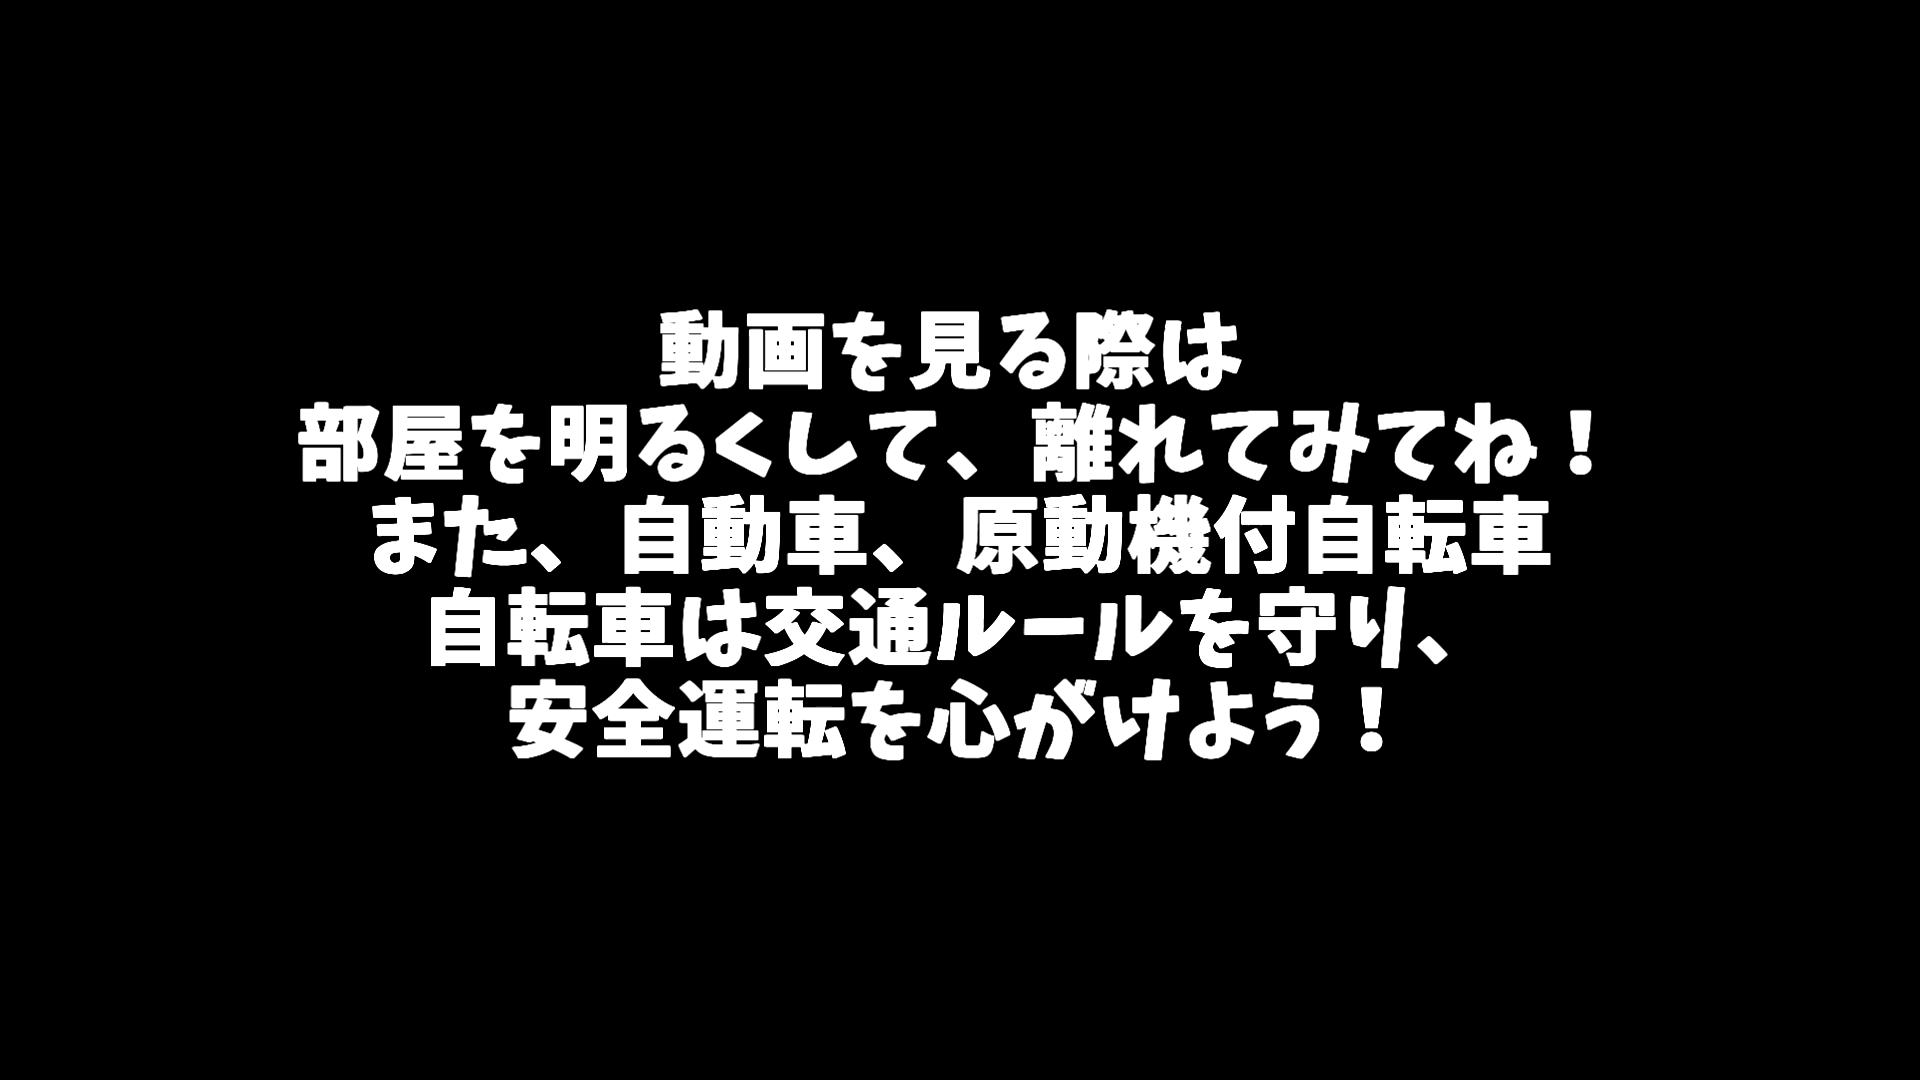 動画を見る際は
部屋を明るくして、離れてみてね！
また、自動車、原動機付自転車
自転車は交通ルールを守り、
安全運転を心がけよう！